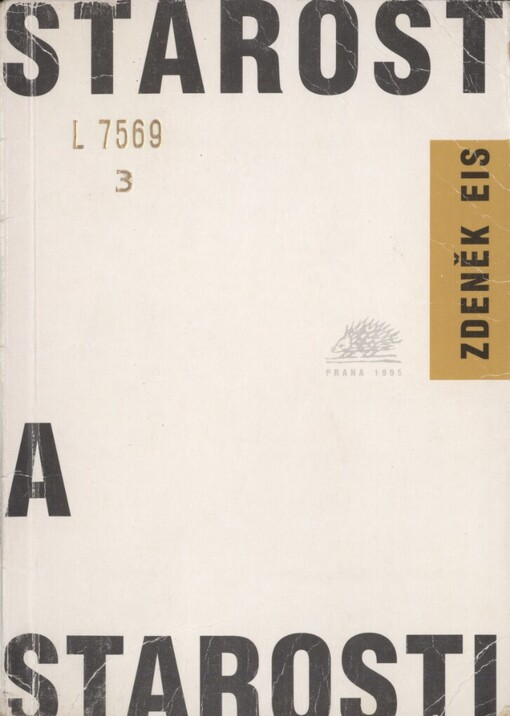 STAROST
L 7569
3
ZDENĚK EIS
PRAHA 1995
A
STAROSTI